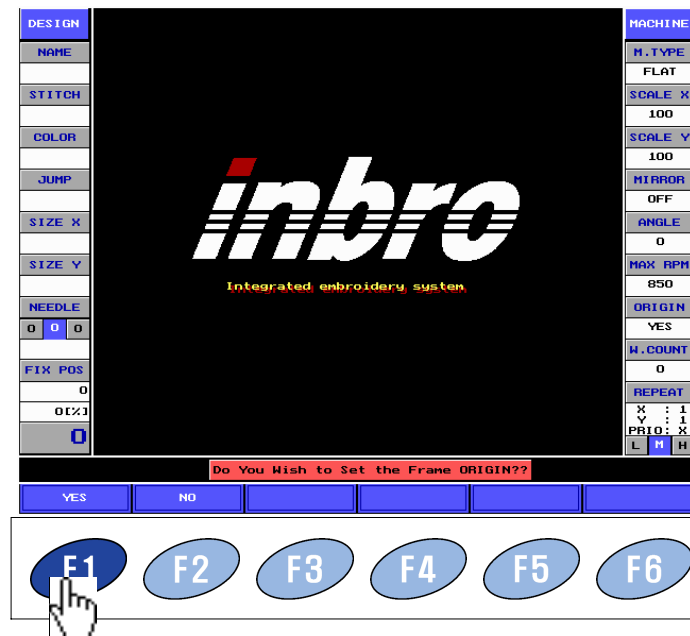 DESIGN
NAME
STITCH
COLOR
JUMP
SIZE X
SIZE Y
NEEDLE
0 0 0
FIX POS
0
0[%]
0
inbro
Integrated embroidery system
MACHINE
M.TYPE
FLAT
SCALE X
100
SCALE Y
100
MIRROR
OFF
ANGLE
0
MAX RPM
850
ORIGIN
YES
W.COUNT
0
REPEAT
X : 1
Y : 1
PRIO: X
L M H
Do You Wish to Set the Frame ORIGIN??
YES NO
F1 F2 F3 F4 F5 F6